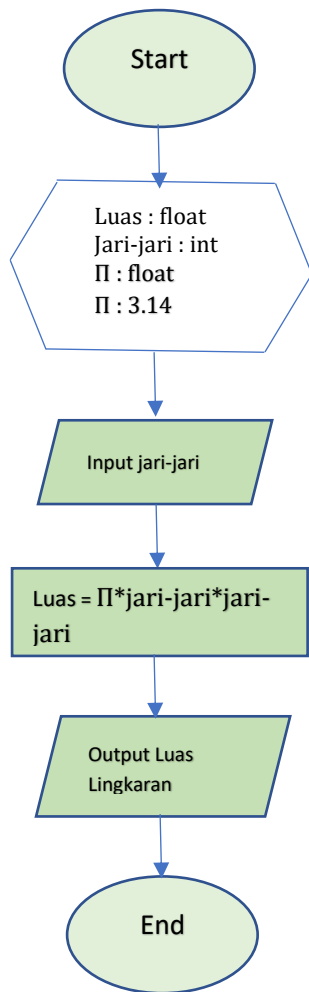 Start
Luas : float
Jari-jari : int
Π : float
Π : 3.14
Input jari-jari
Luas = Π*jari-jari*jari-
jari
Output Luas
Lingkaran
End